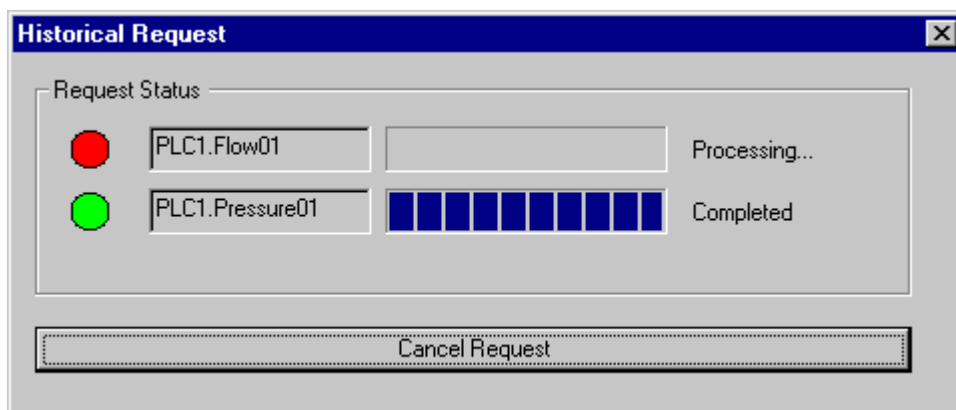 Historical Request
Request Status
PLC1.Flow01 Processing...
PLC1.Pressure01 Completed
Cancel Request